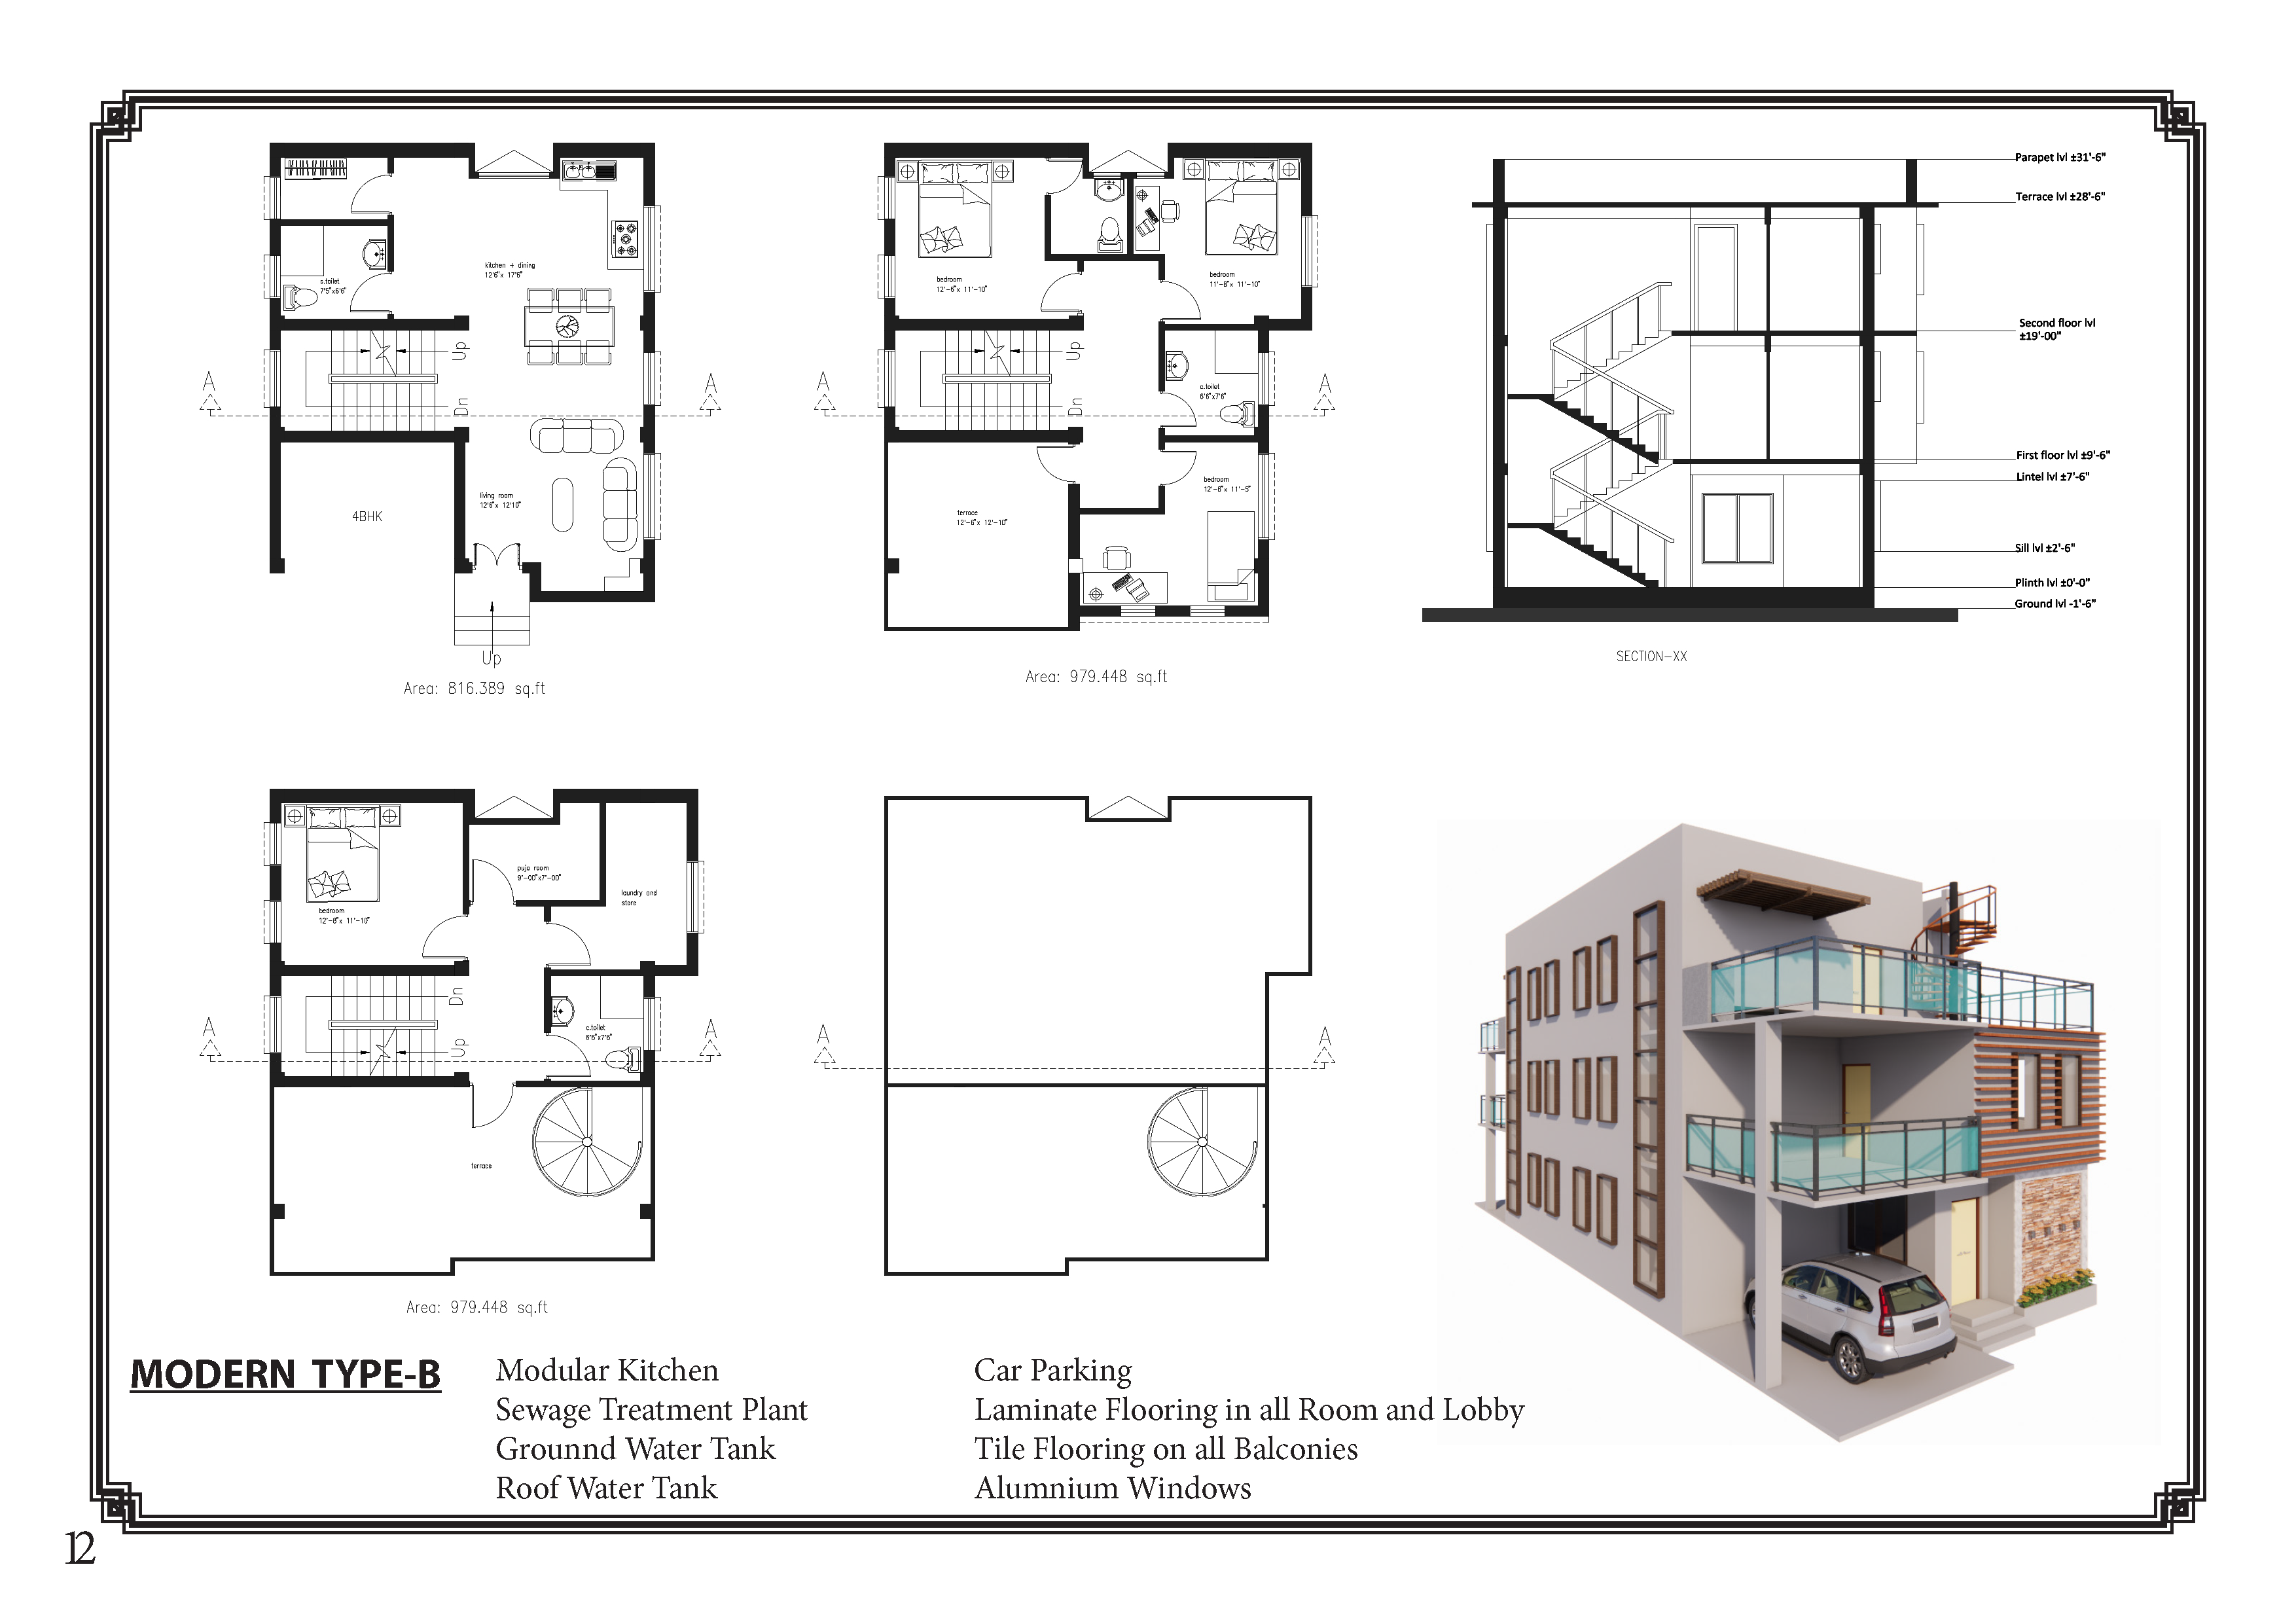 c.toilet
7'5"x6'6"
kitchen + dining
12'6"x 17'6"
Up
Dn
A
A
living room
12'6"x 12'10"
4BHK
Up
Area: 816.389 sq.ft
bedroom
12'-6"x 11'-10"
bedroom
11'-8"x 11'-10"
Up
Dn
c.toilet
6'6"x7'6"
A
A
bedroom
12'-6"x 11'-5"
terrace
12'-6"x 12'-10"
Area: 979.448 sq.ft
Parapet lvl ±31'-6"
Terrace lvl ±28'-6"
Second floor lvl
±19'-00"
First floor lvl ±9'-6"
Lintel lvl ±7'-6"
Sill lvl ±2'-6"
Plinth lvl ±0'-0"
Ground lvl -1'-6"
SECTION-XX
puja room
9'-00"x7'-00"
laundry and
store
bedroom
12'-6"x 11'-10"
Dn
Up
c.toilet
8'6"x7'6"
A
A
terrace
Area: 979.448 sq.ft
A
A
MODERN TYPE-B
Modular Kitchen
Sewage Treatment Plant
Grounnd Water Tank
Roof Water Tank
Car Parking
Laminate Flooring in all Room and Lobby
Tile Flooring on all Balconies
Alumnium Windows
12